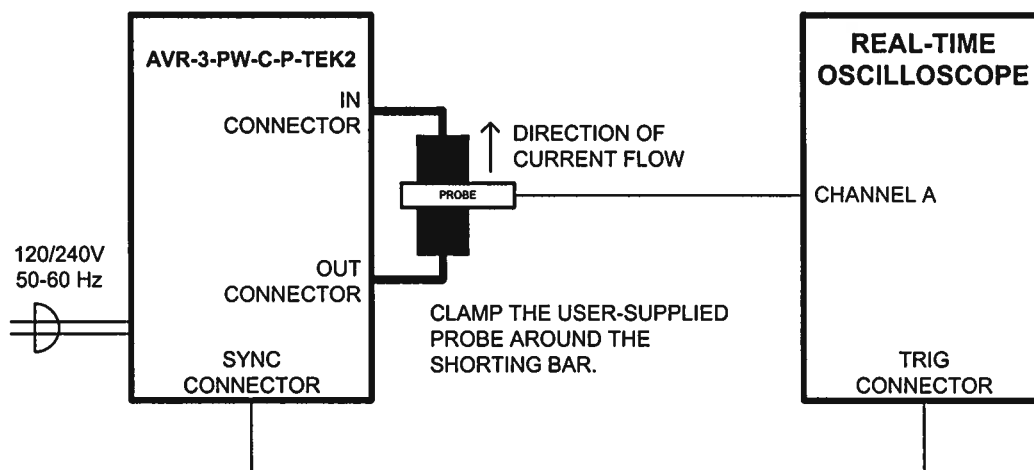 AVR-3-PW-C-P-TEK2
IN
CONNECTOR
OUT
CONNECTOR
SYNC
CONNECTOR
120/240V
50-60 Hz
DIRECTION OF
CURRENT FLOW
PROBE
CLAMP THE USER-SUPPLIED
PROBE AROUND THE
SHORTING BAR.
REAL-TIME
OSCILLOSCOPE
CHANNEL A
TRIG
CONNECTOR